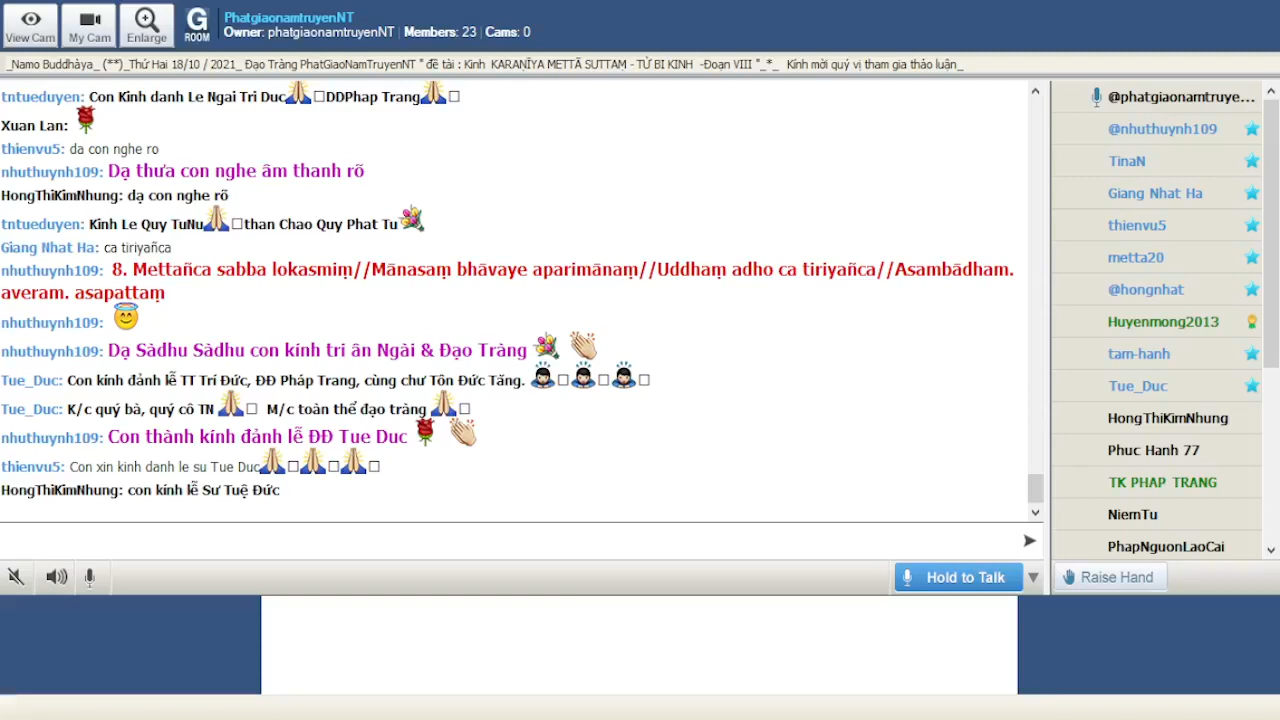 View Cam
My Cam
Enlarge
G
ROOM
PhatgiaonamtruyenNT
Owner: phatgiaonamtruyenNT | Members: 23 | Cams: 0
_Namo Buddhàya_ (**)_Thứ Hai 18/10 / 2021_ Đạo Tràng PhatGiaoNamTruyenNT " đề tài : Kinh KARAṆĪYA METTĀ SUTTAṂ - TỪ BI KINH -Đoạn VIII "_*_ Kính mời quý vị tham gia thảo luận_
tntueduyen: Con Kinh danh Le Ngai Tri Duc DDPhap Trang
Xuan Lan:
thienvu5: da con nghe ro
nhuthuynh109: Dạ thưa con nghe âm thanh rõ
HongThiKimNhung: dạ con nghe rõ
tntueduyen: Kinh Le Quy TuNu than Chao Quy Phat Tu
Giang Nhat Ha: ca tiriyañca
nhuthuynh109: 8. Mettañca sabba lokasmiṃ//Mānasaṃ bhāvaye aparimānaṃ//Uddhaṃ adho ca tiriyañca//Asambādham.
averam. asapattaṃ
nhuthuynh109:
nhuthuynh109: Dạ Sàdhu Sàdhu con kính tri ân Ngài & Đạo Tràng
Tue_Duc: Con kính đảnh lễ TT Trí Đức, ĐĐ Pháp Trang, cùng chư Tôn Đức Tăng.
Tue_Duc: K/c quý bà, quý cô TN M/c toàn thể đạo tràng
nhuthuynh109: Con thành kính đảnh lễ ĐĐ Tue Duc
thienvu5: Con xin kinh danh le su Tue Duc
HongThiKimNhung: con kính lễ Sư Tuệ Đức
Hold to Talk
@phatgiaonamtruye...
@nhuthuynh109
TinaN
Giang Nhat Ha
thienvu5
metta20
@hongnhat
Huyenmong2013
tam-hanh
Tue_Duc
HongThiKimNhung
Phuc Hanh 77
TK PHAP TRANG
NiemTu
PhapNguonLaoCai
Raise Hand